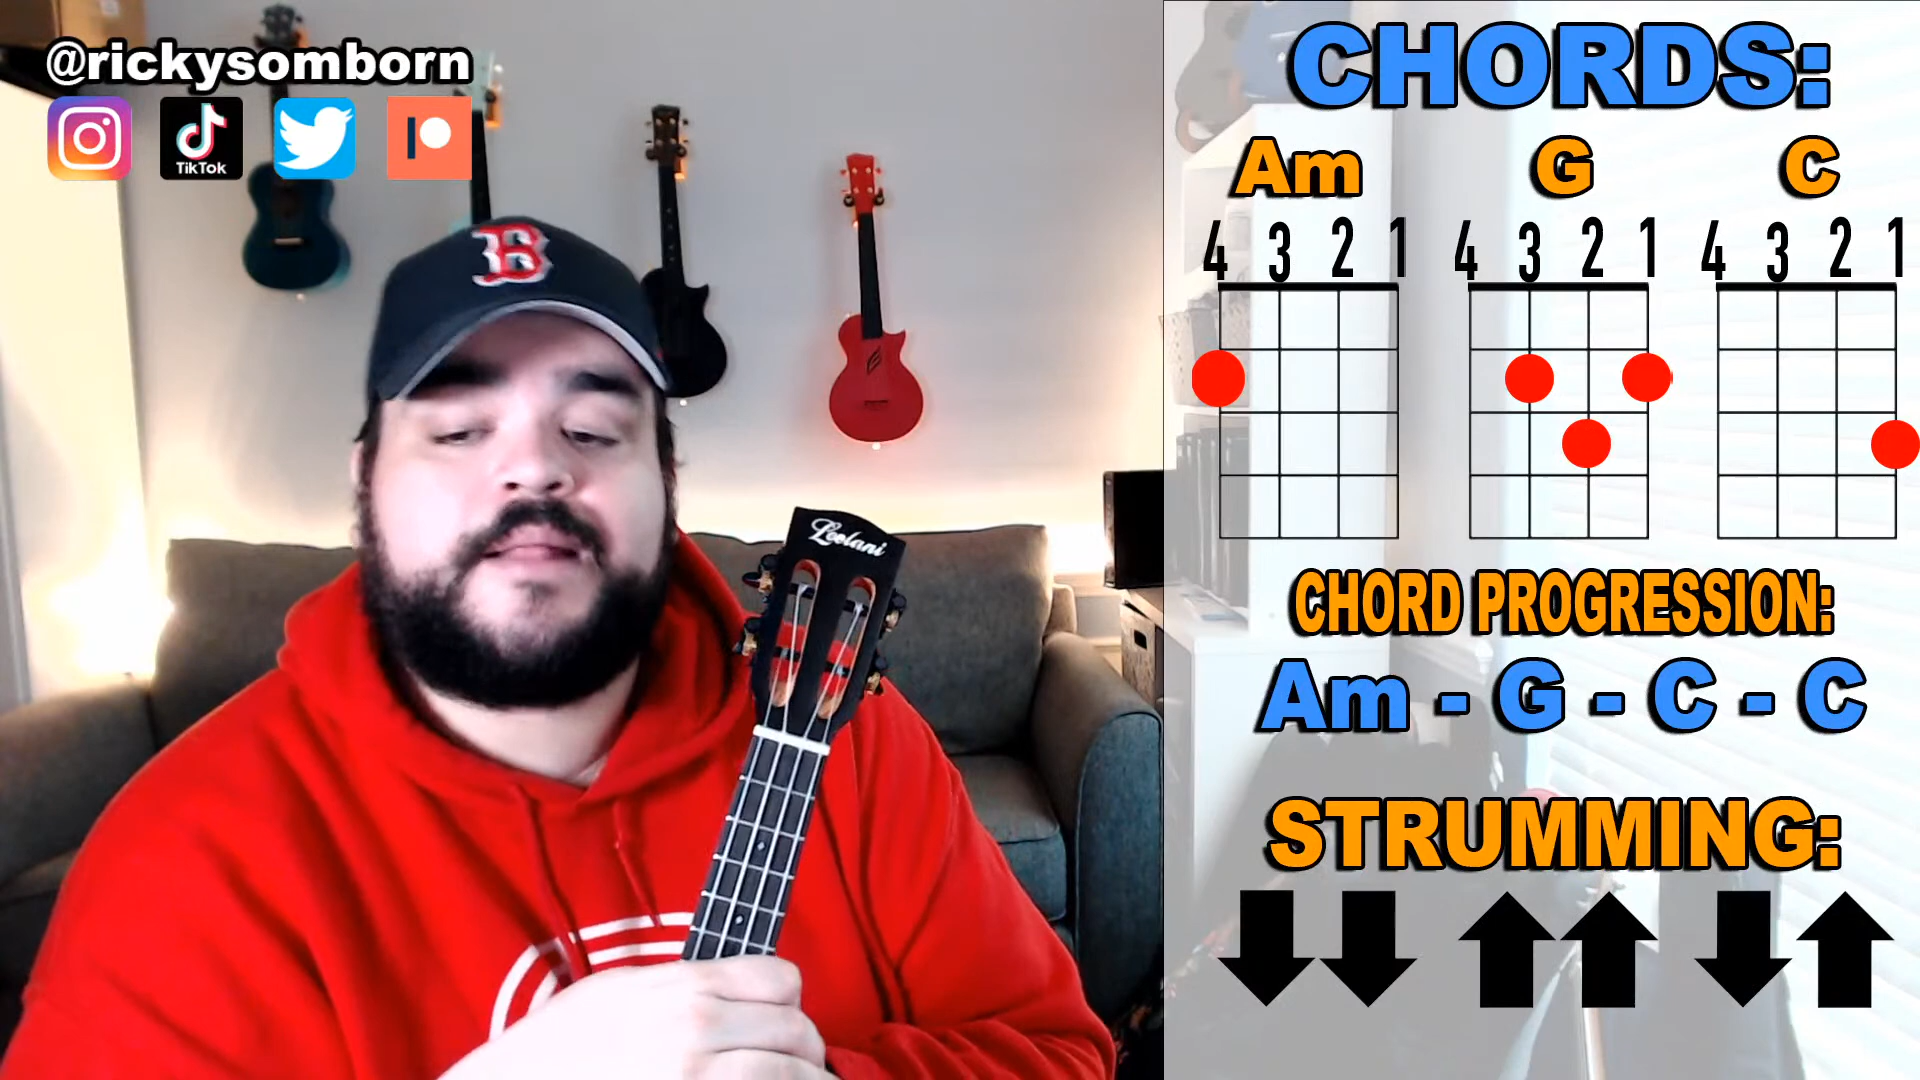 @rickysomborn
TikTok
B
Loolani
CHORDS:
Am G C
4 3 2 1 4 3 2 1 4 3 2 1
CHORD PROGRESSION:
Am - G - C - C
STRUMMING: